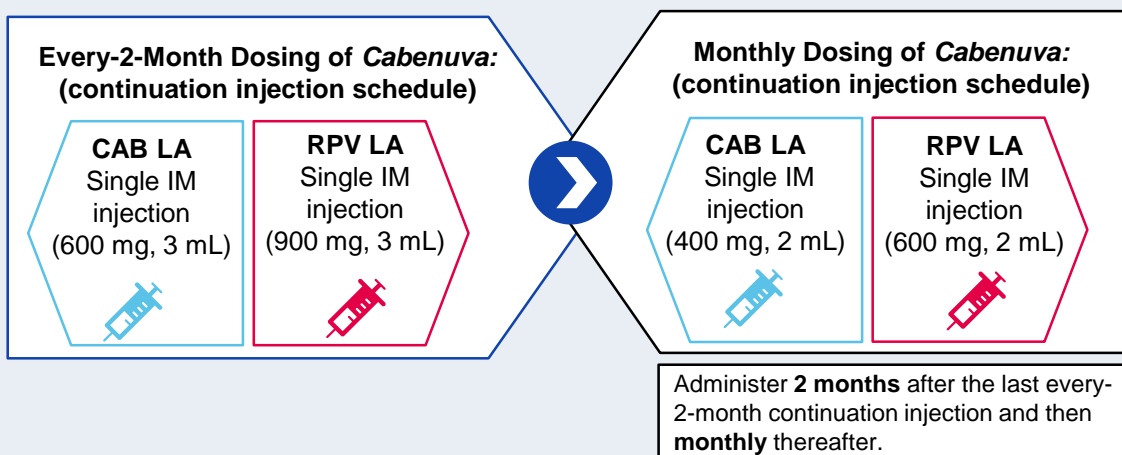 Every-2-Month Dosing of Cabenuva:
(continuation injection schedule)
CAB LA
Single IM
injection
(600 mg, 3 mL)
RPV LA
Single IM
injection
(900 mg, 3 mL)
Monthly Dosing of Cabenuva:
(continuation injection schedule)
CAB LA
Single IM
injection
(400 mg, 2 mL)
RPV LA
Single IM
injection
(600 mg, 2 mL)
Administer 2 months after the last every-
2-month continuation injection and then
monthly thereafter.